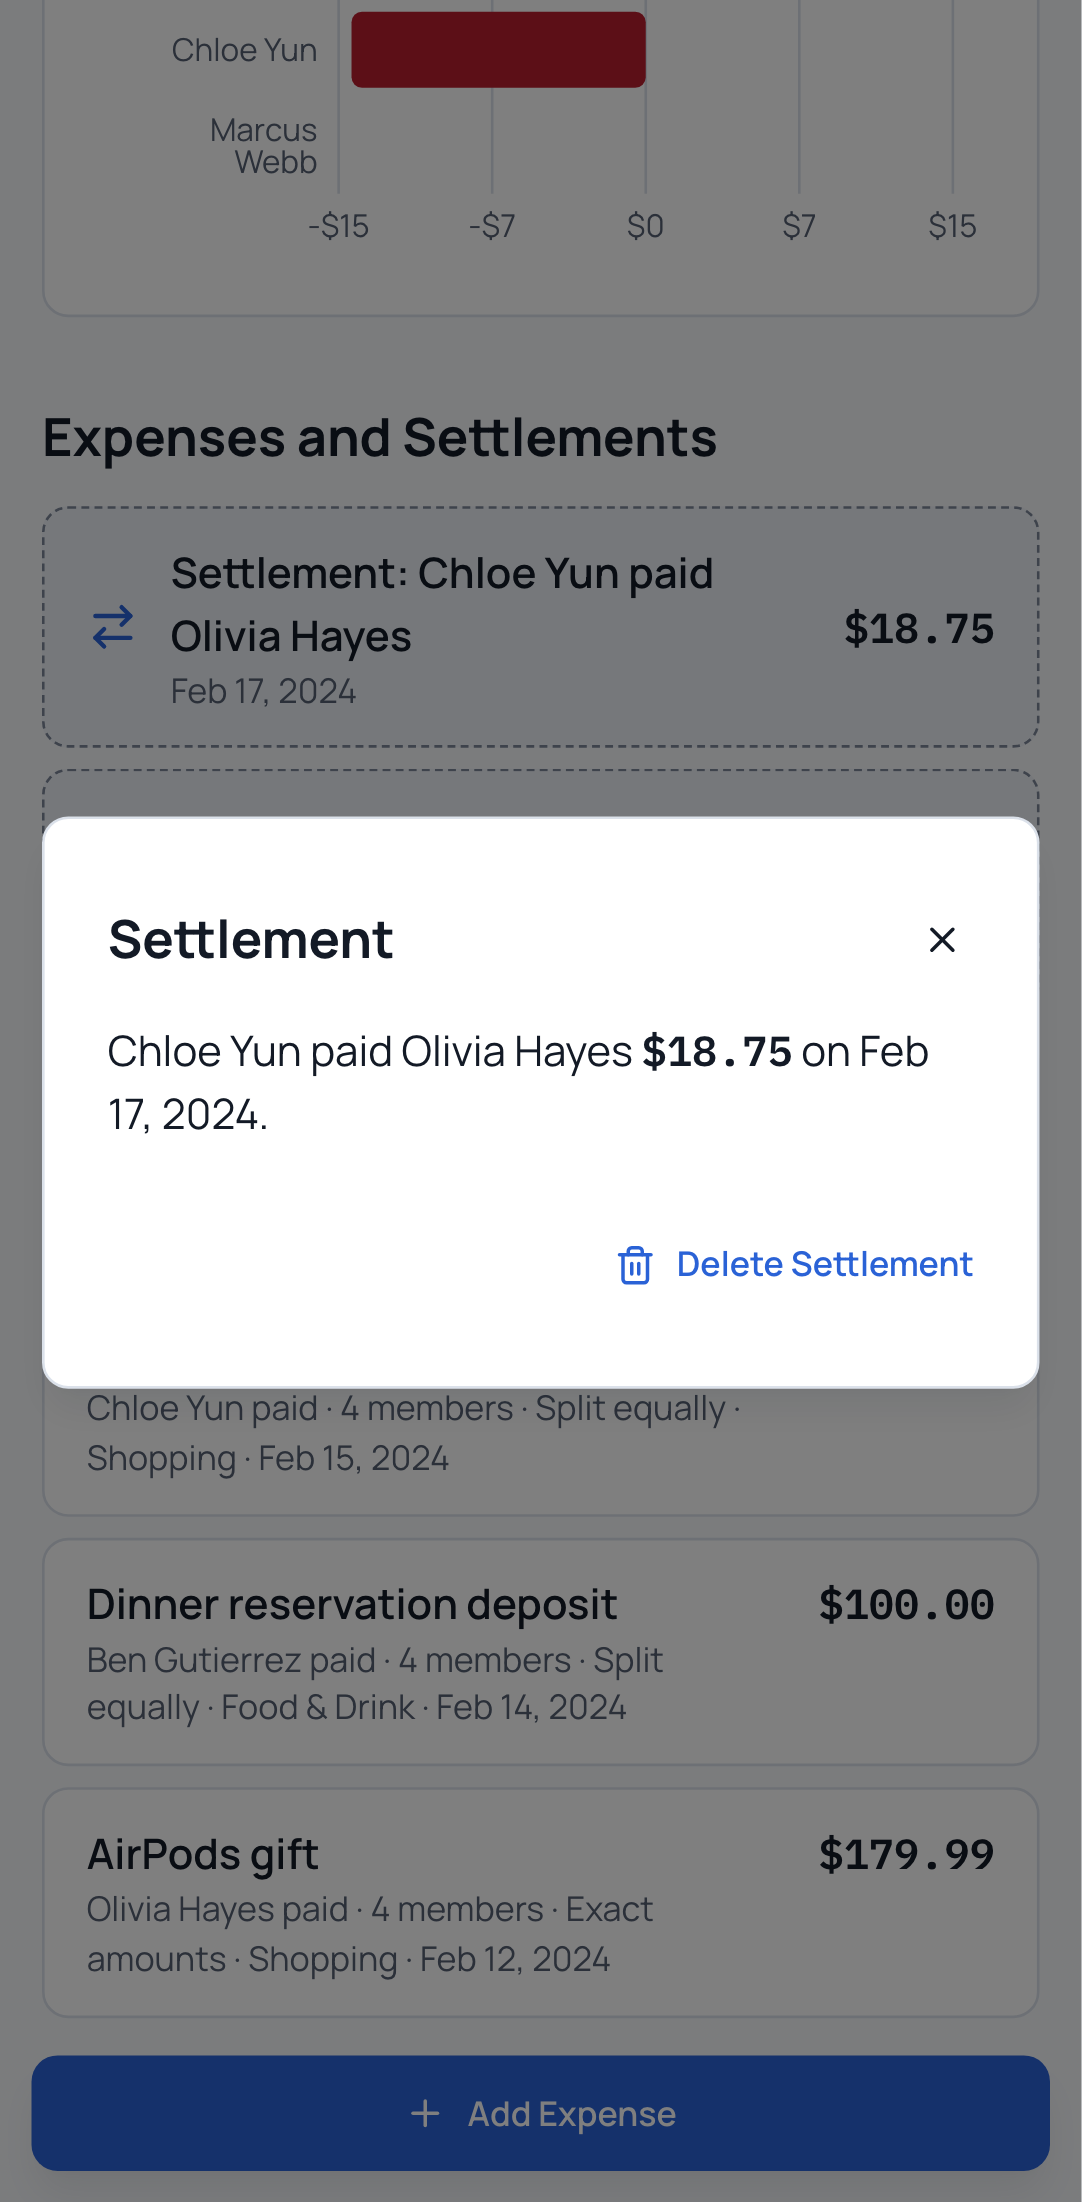 Chloe Yun
Marcus
Webb
-$15 -$7 $0 $7 $15
Expenses and Settlements
Settlement: Chloe Yun paid
Olivia Hayes
$18.75
Feb 17, 2024
Settlement
Chloe Yun paid Olivia Hayes $18.75 on Feb
17, 2024.
Delete Settlement
Chloe Yun paid · 4 members · Split equally ·
Shopping · Feb 15, 2024
Dinner reservation deposit $100.00
Ben Gutierrez paid · 4 members · Split
equally · Food & Drink · Feb 14, 2024
AirPods gift $179.99
Olivia Hayes paid · 4 members · Exact
amounts · Shopping · Feb 12, 2024
Add Expense